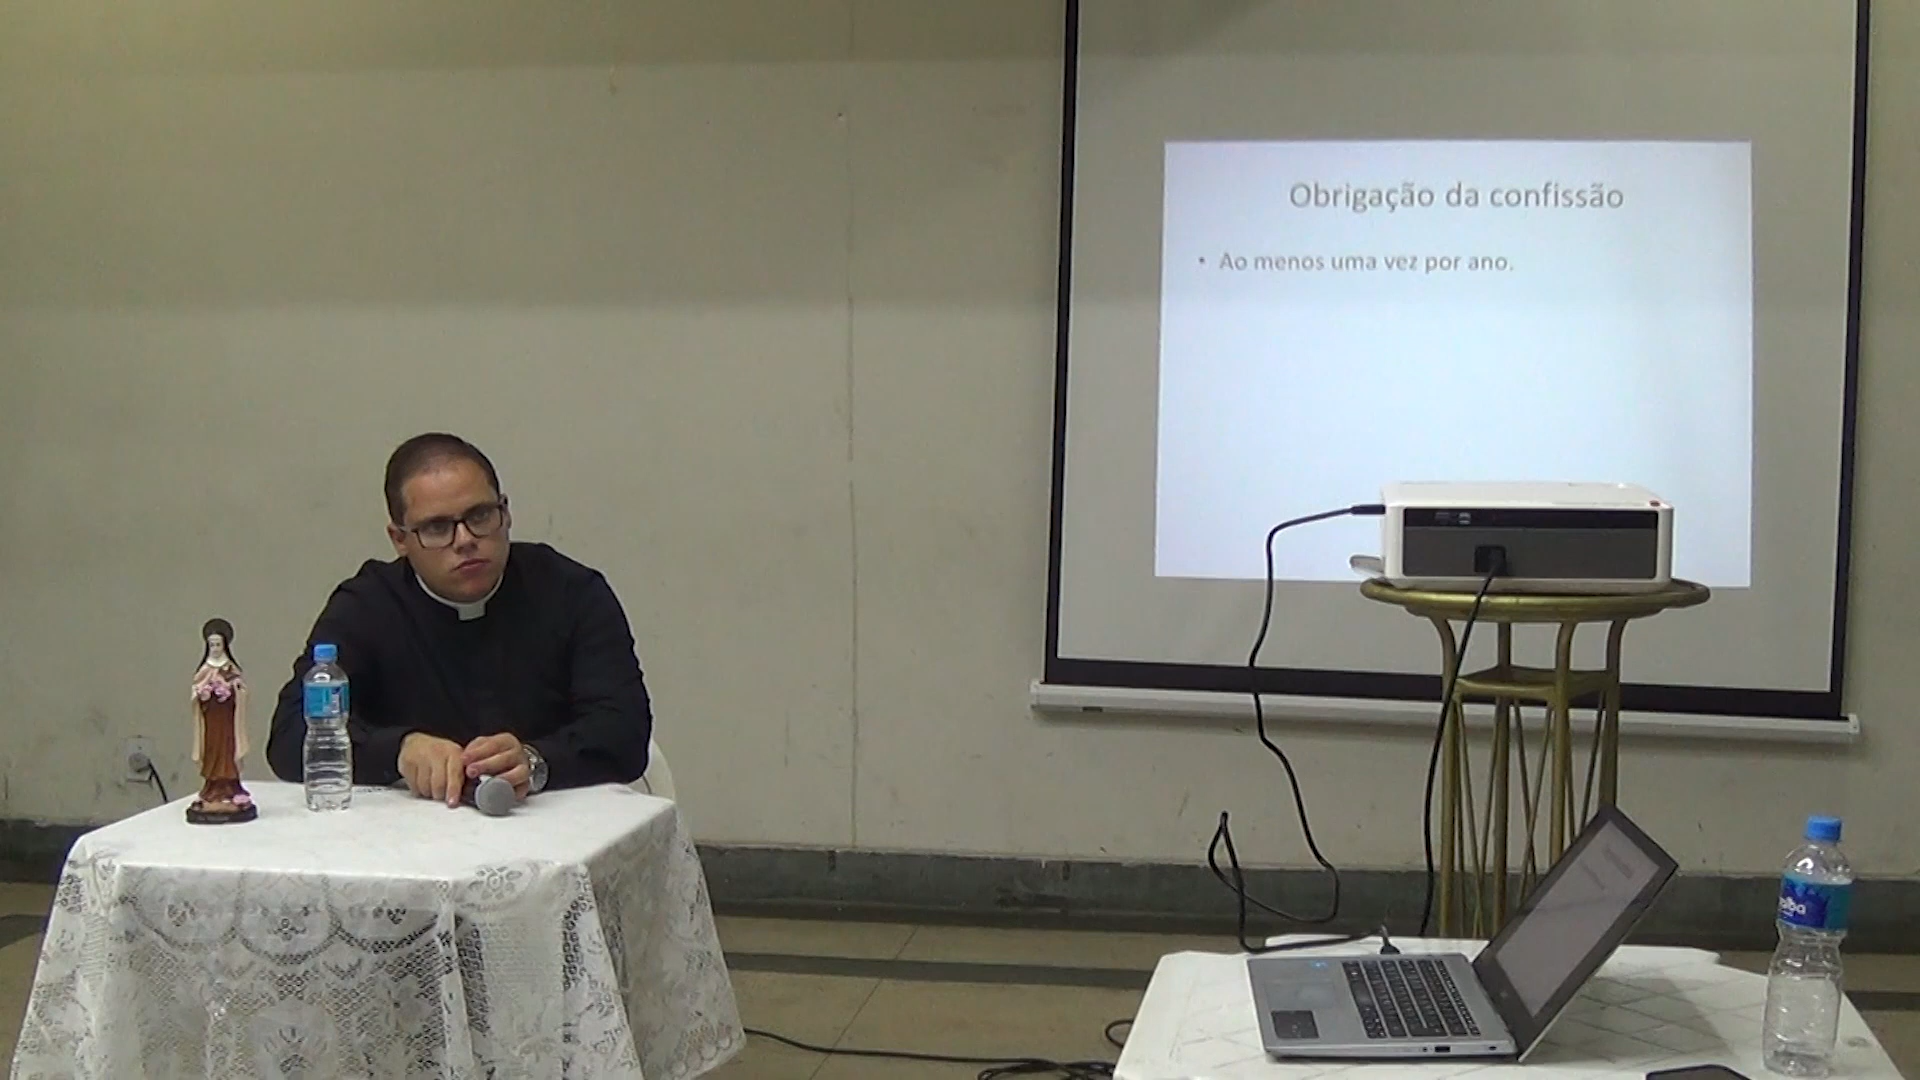 Obrigação da confissão
• Ao menos uma vez por ano.